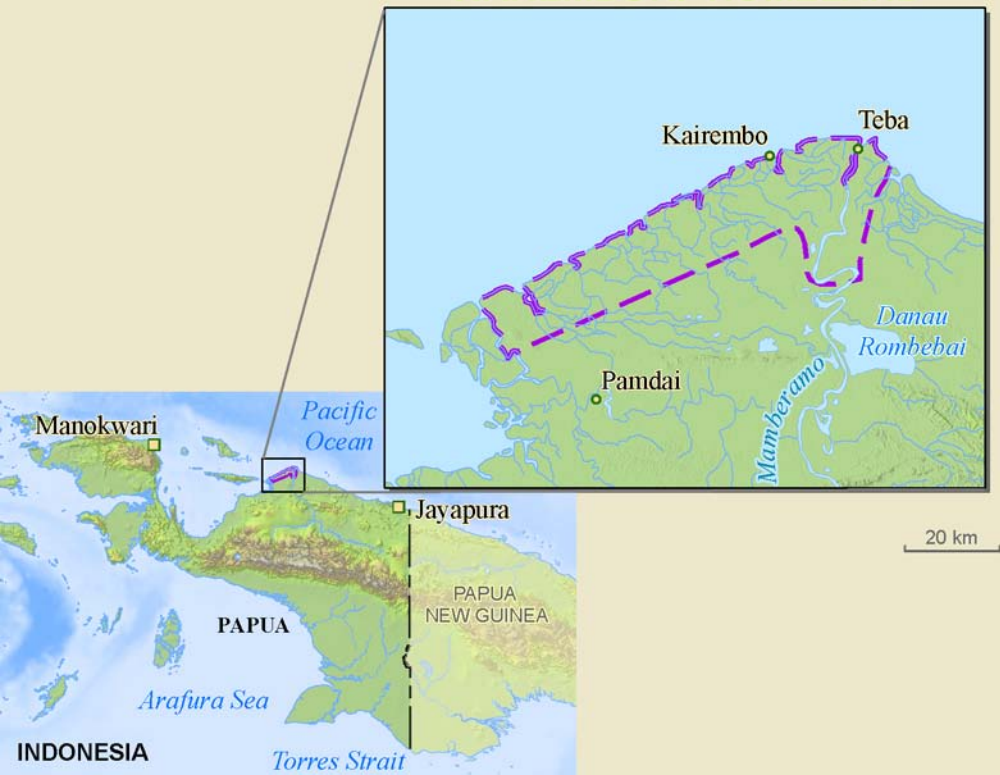 Teba
Kairembo
Danau
Rombebai
Pamdai
Mamberamo
Pacific
Ocean
Manokwari
Jayapura
20 km
PAPUA
NEW GUINEA
PAPUA
Arafura Sea
INDONESIA
Torres Strait